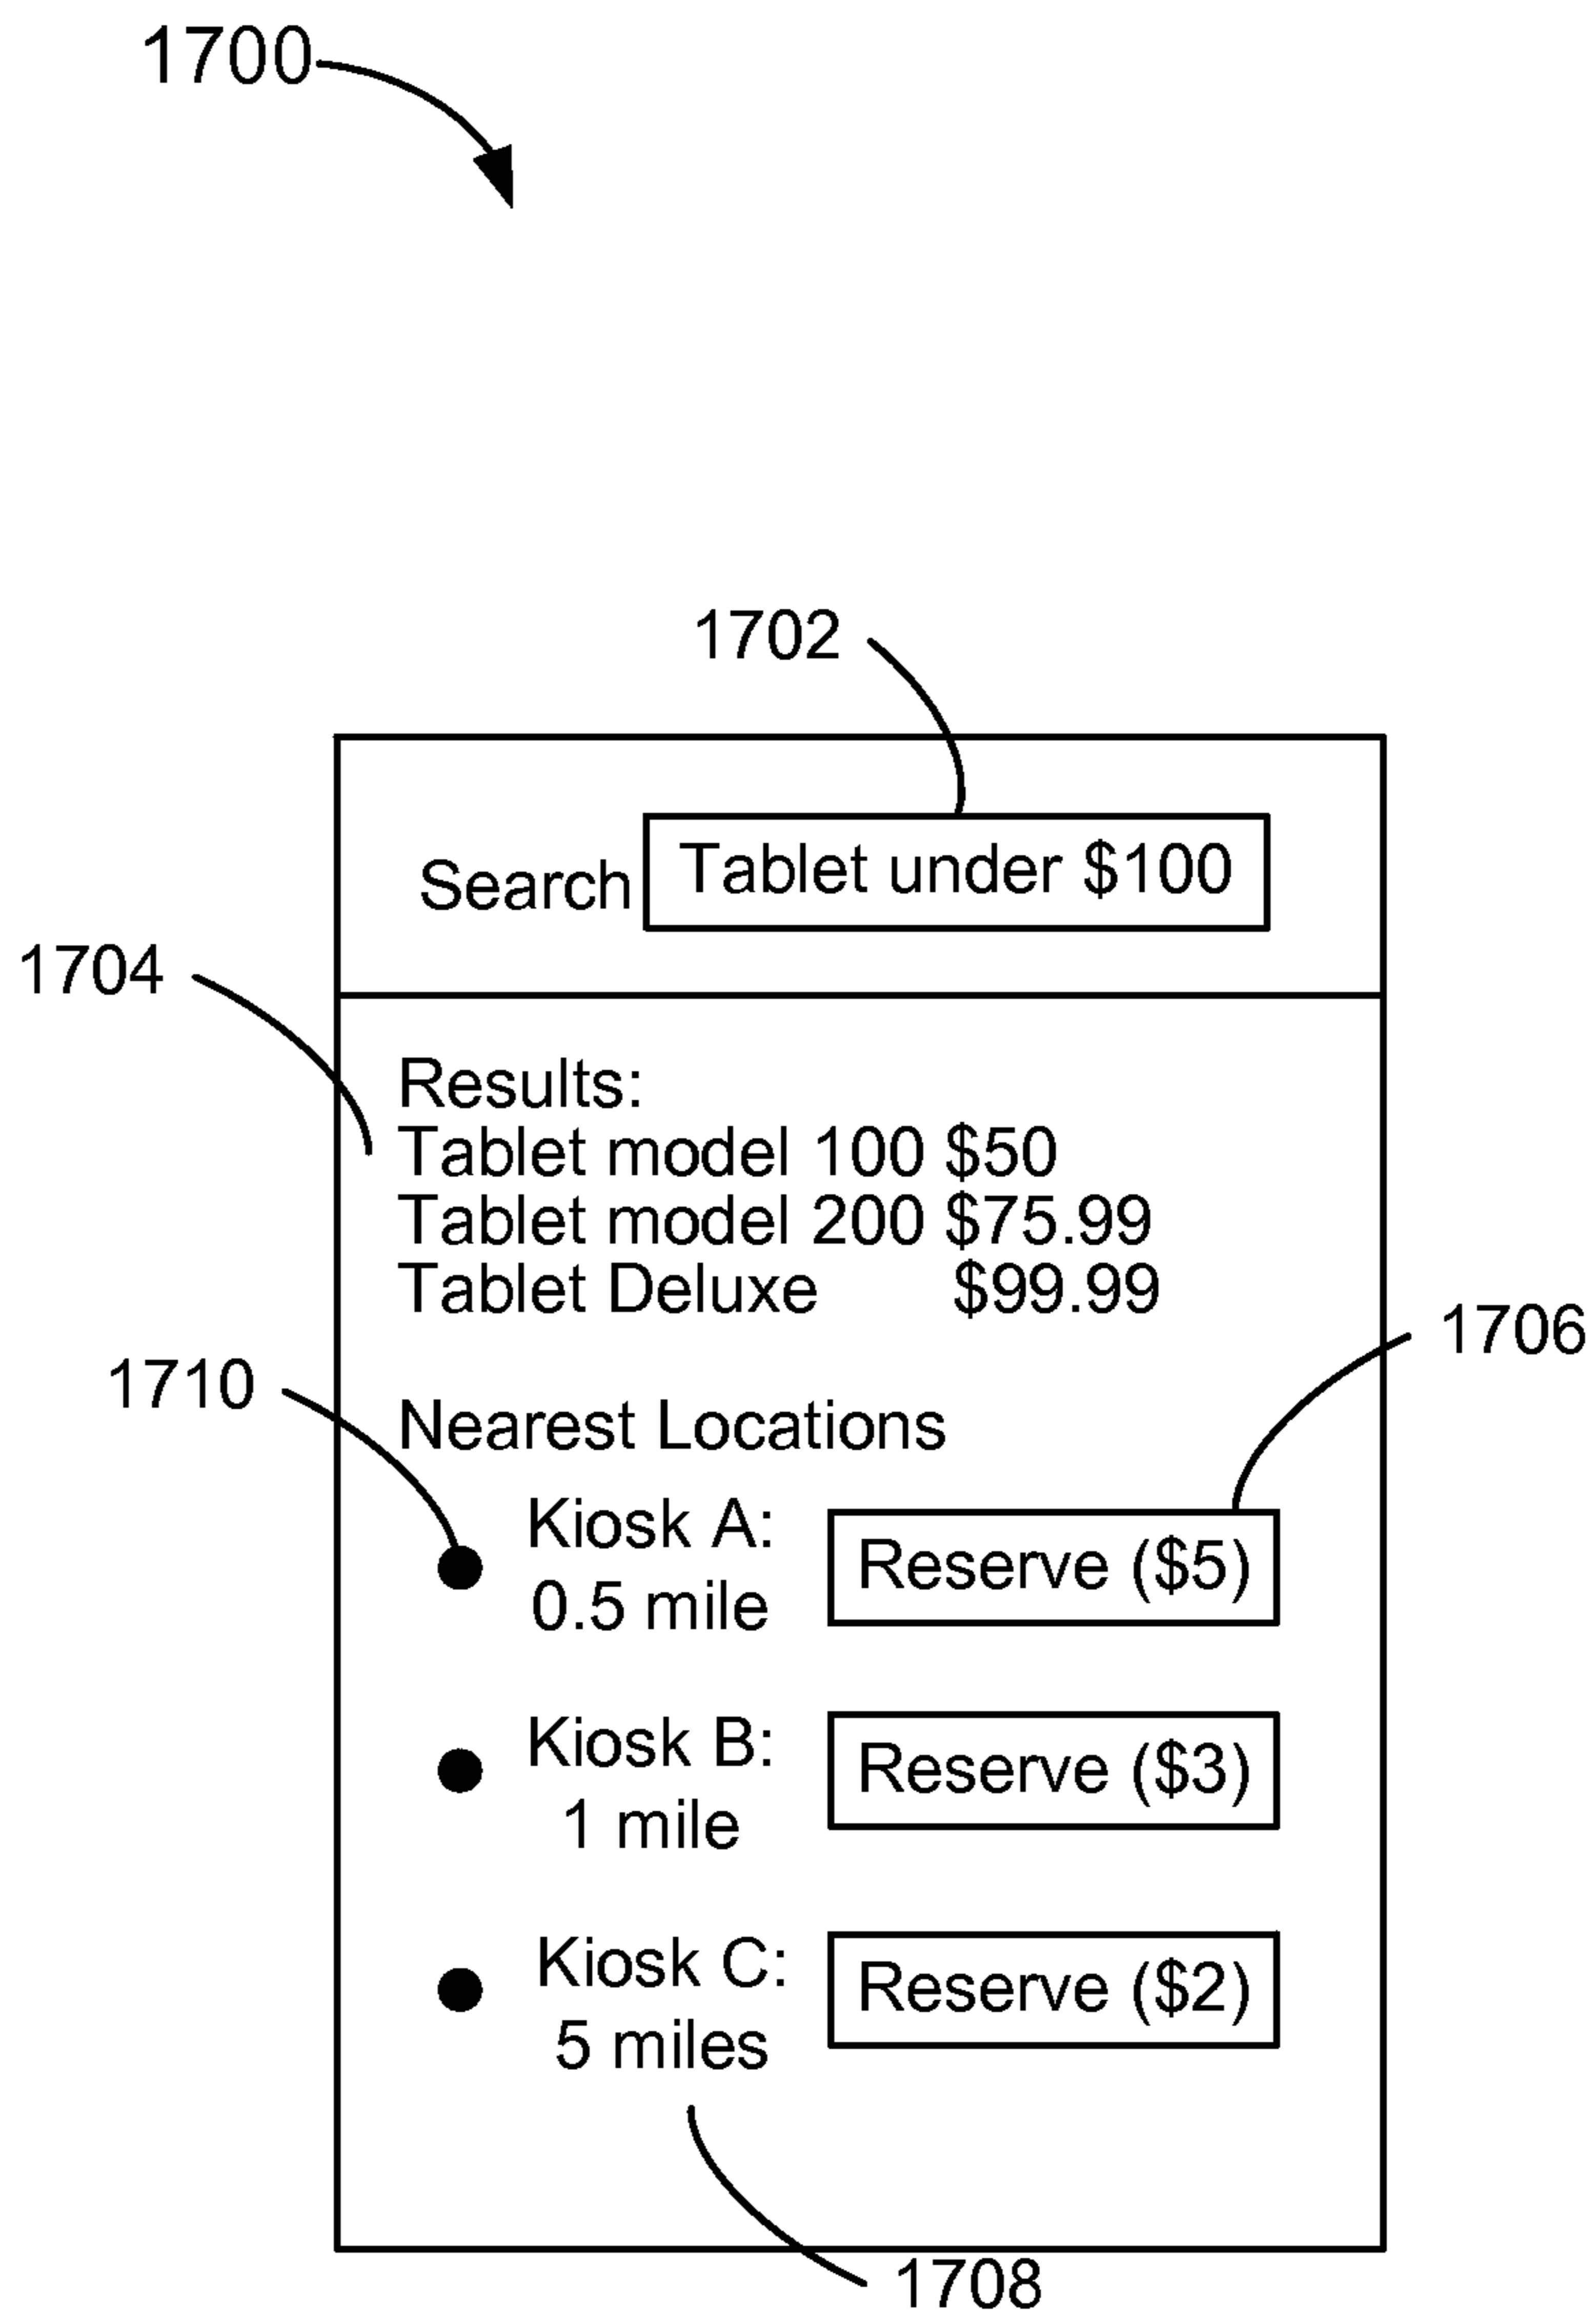 1700
1702
Search Tablet under $100
1704
Results:
Tablet model 100 $50
Tablet model 200 $75.99
Tablet Deluxe $99.99
1706
1710
Nearest Locations
Kiosk A:
0.5 mile
Reserve ($5)
Kiosk B:
1 mile
Reserve ($3)
Kiosk C:
5 miles
Reserve ($2)
1708